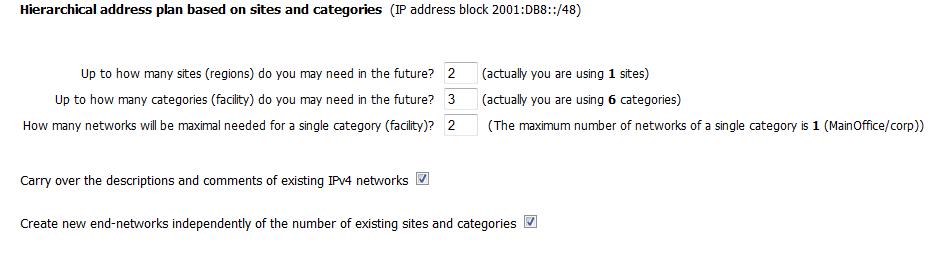 Hierarchical address plan based on sites and categories (IP address block 2001:DB8::/48)
Up to how many sites (regions) do you may need in the future? 2 (actually you are using 1 sites)
Up to how many categories (facility) do you may need in the future? 3 (actually you are using 6 categories)
How many networks will be maximal needed for a single category (facility)? 2 (The maximum number of networks of a single category is 1 (MainOffice/corp))
Carry over the descriptions and comments of existing IPv4 networks
Create new end-networks independently of the number of existing sites and categories